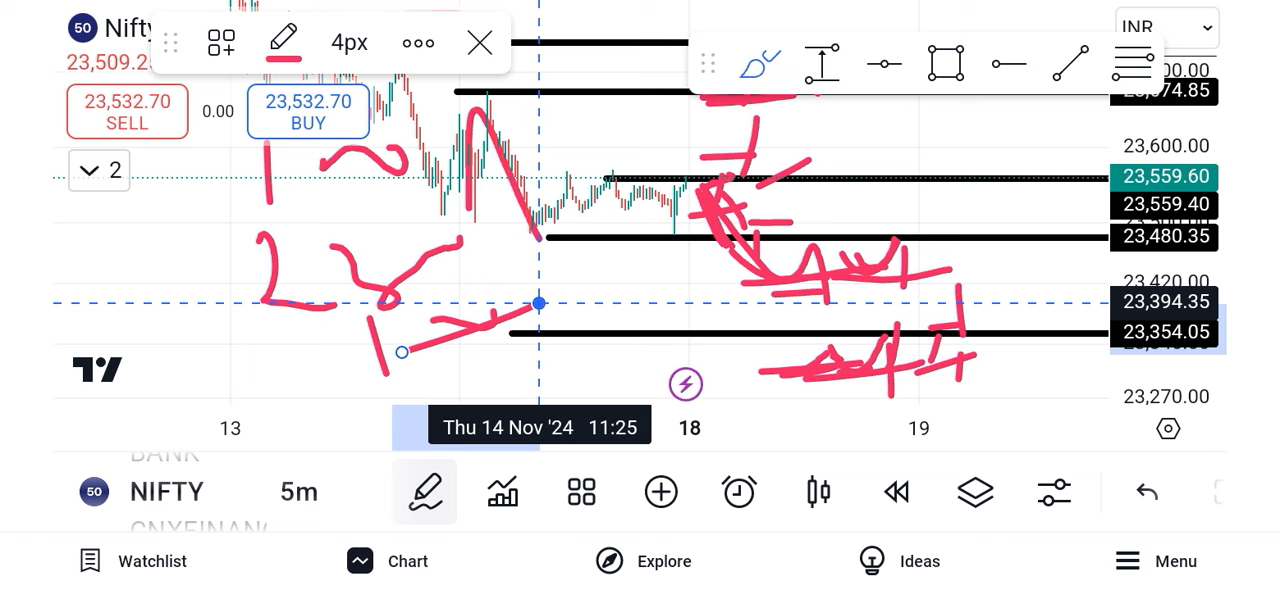 50 Nifty
4px
INR
23,509.2
23,532.70
SELL
0.00
23,532.70
BUY
2
23,600.00
23,559.60
23,559.40
23,480.35
23,420.00
23,394.35
23,354.05
23,270.00
13
Thu 14 Nov '24 11:25
18
19
BANK
50 NIFTY
5m
Watchlist
Chart
Explore
Ideas
Menu